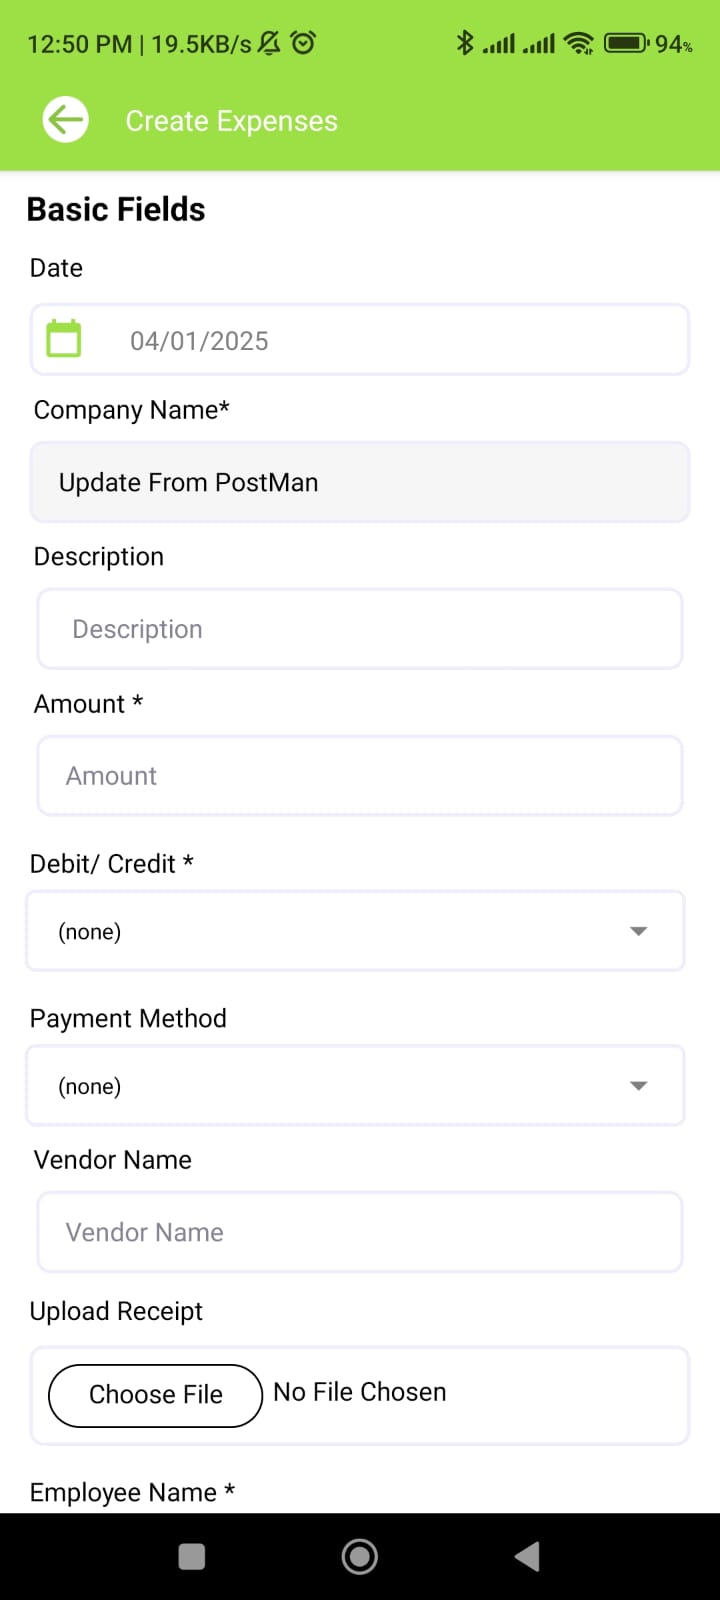 12:50 PM | 19.5KB/s 94%
Create Expenses
Basic Fields
Date
04/01/2025
Company Name*
Update From PostMan
Description
Description
Amount *
Amount
Debit/ Credit *
(none)
Payment Method
(none)
Vendor Name
Vendor Name
Upload Receipt
Choose File No File Chosen
Employee Name *